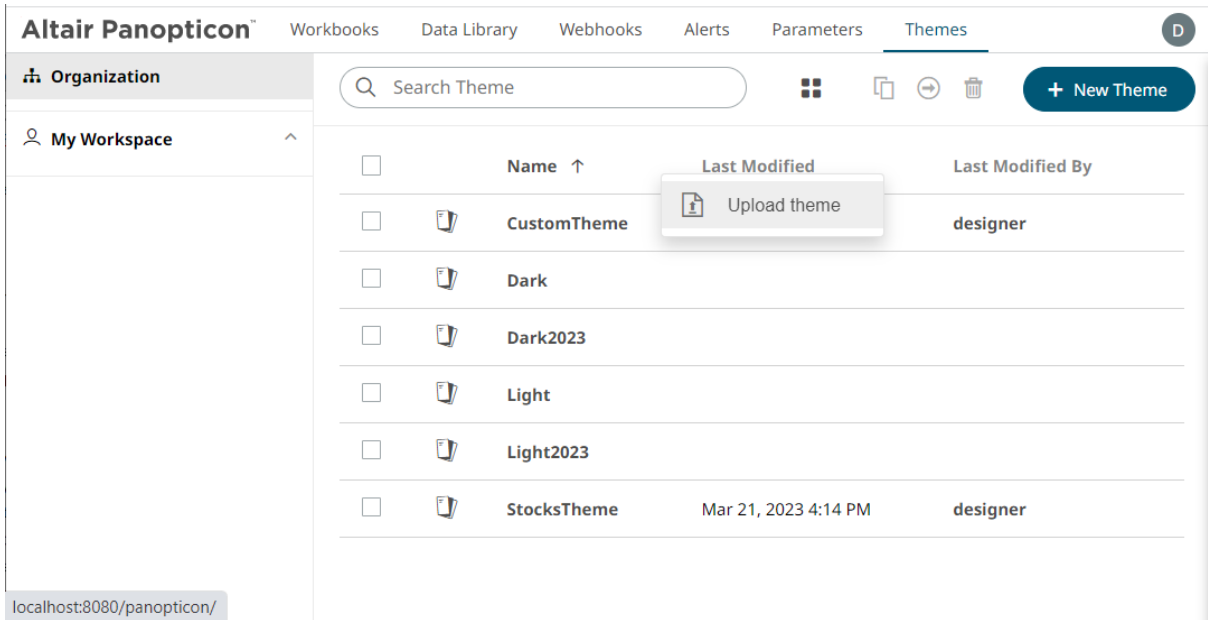 Altair Panopticon™ Workbooks Data Library Webhooks Alerts Parameters Themes D
Organization
My Workspace
Search Theme + New Theme
Name ↑ Last Modified Last Modified By
Upload theme
CustomTheme designer
Dark
Dark2023
Light
Light2023
StocksTheme Mar 21, 2023 4:14 PM designer
localhost:8080/panopticon/